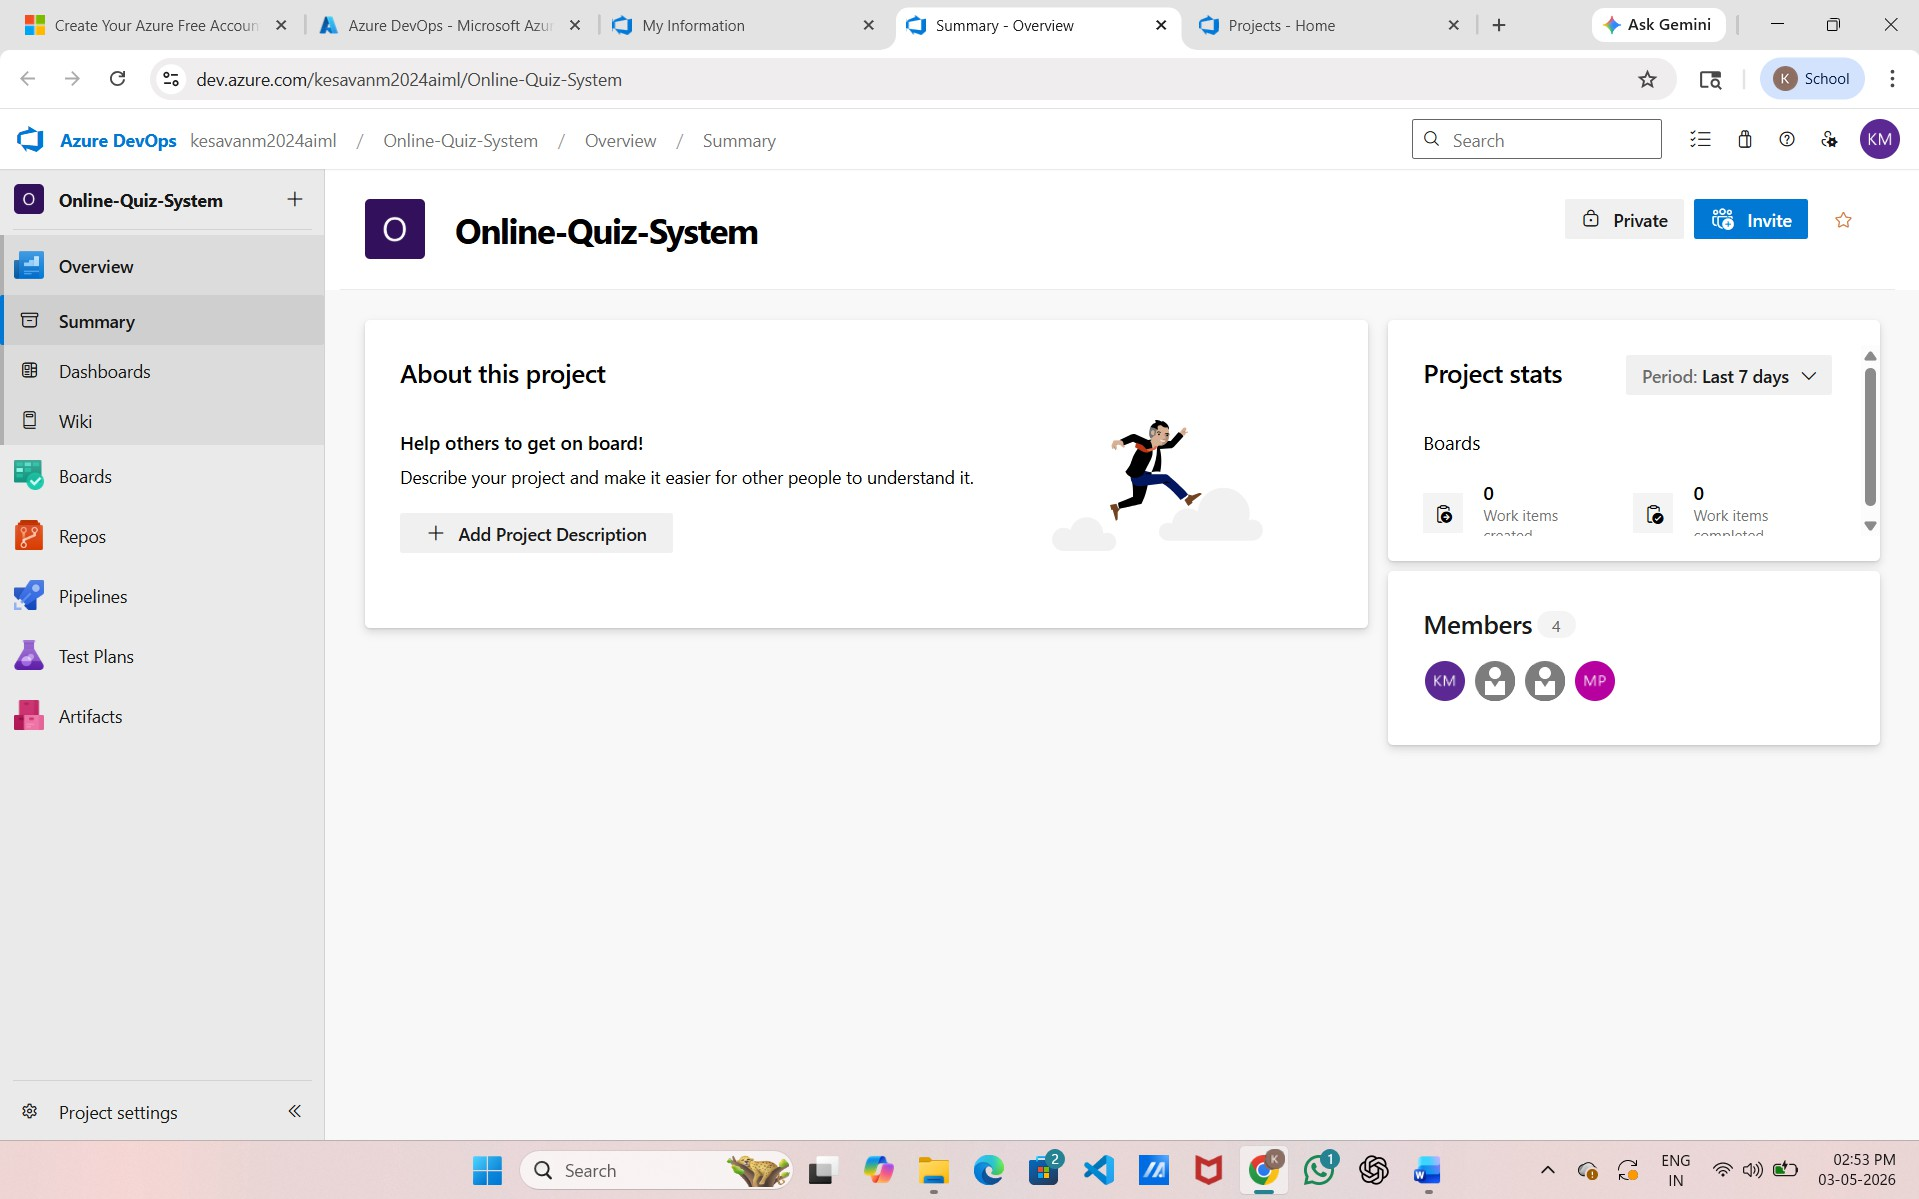 Create Your Azure Free Accoun
Azure DevOps - Microsoft Azu
My Information
Summary - Overview
Projects - Home
Ask Gemini
dev.azure.com/kesavanm2024aiml/Online-Quiz-System
K
School
Azure DevOps
kesavanm2024aiml / Online-Quiz-System / Overview / Summary
Search
KM
O
Online-Quiz-System
Overview
Summary
Dashboards
Wiki
Boards
Repos
Pipelines
Test Plans
Artifacts
Project settings
O
Online-Quiz-System
Private
Invite
About this project
Help others to get on board!
Describe your project and make it easier for other people to understand it.
Add Project Description
Project stats
Period: Last 7 days
Boards
0
Work items
created
0
Work items
completed
Members 4
KM
MP
Search
2
K
1
W
ENG
IN
02:53 PM
03-05-2026